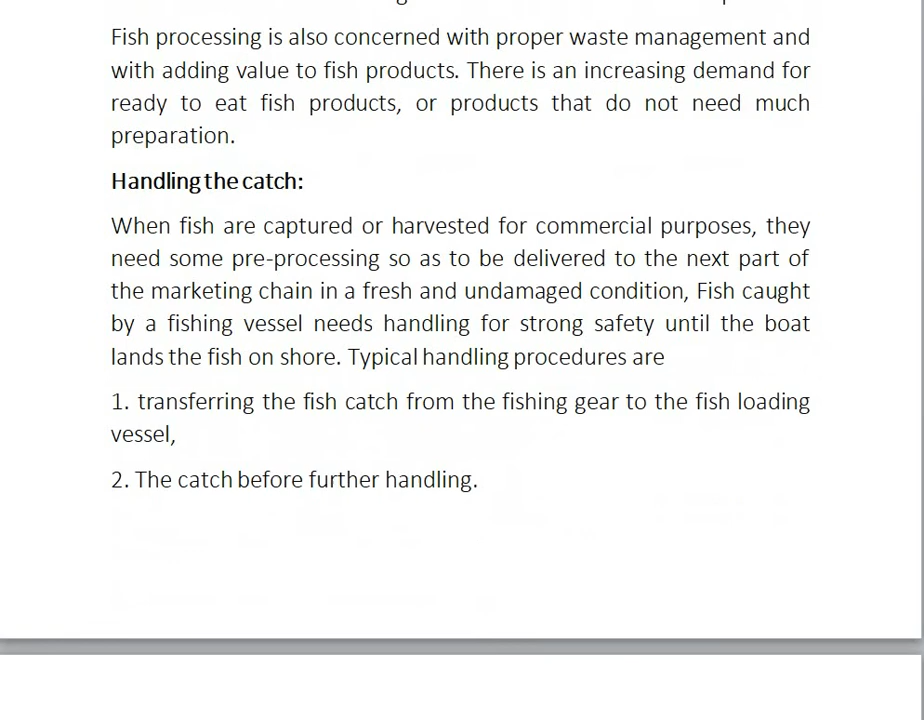 Fish processing is also concerned with proper waste management and
with adding value to fish products. There is an increasing demand for
ready to eat fish products, or products that do not need much
preparation.
Handling the catch:
When fish are captured or harvested for commercial purposes, they
need some pre-processing so as to be delivered to the next part of
the marketing chain in a fresh and undamaged condition, Fish caught
by a fishing vessel needs handling for strong safety until the boat
lands the fish on shore. Typical handling procedures are
1. transferring the fish catch from the fishing gear to the fish loading
vessel,
2. The catch before further handling.